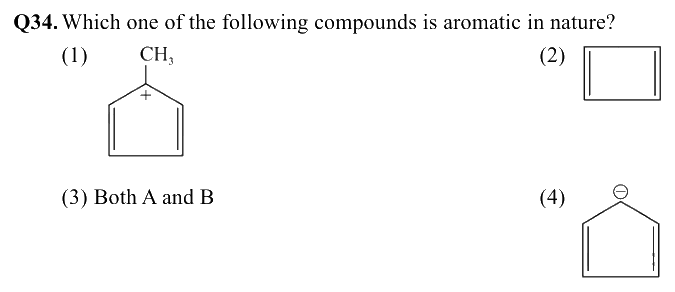 Q34. Which one of the following compounds is aromatic in nature?
(1) CH₃ (2)
+
(3) Both A and B (4) ⊖